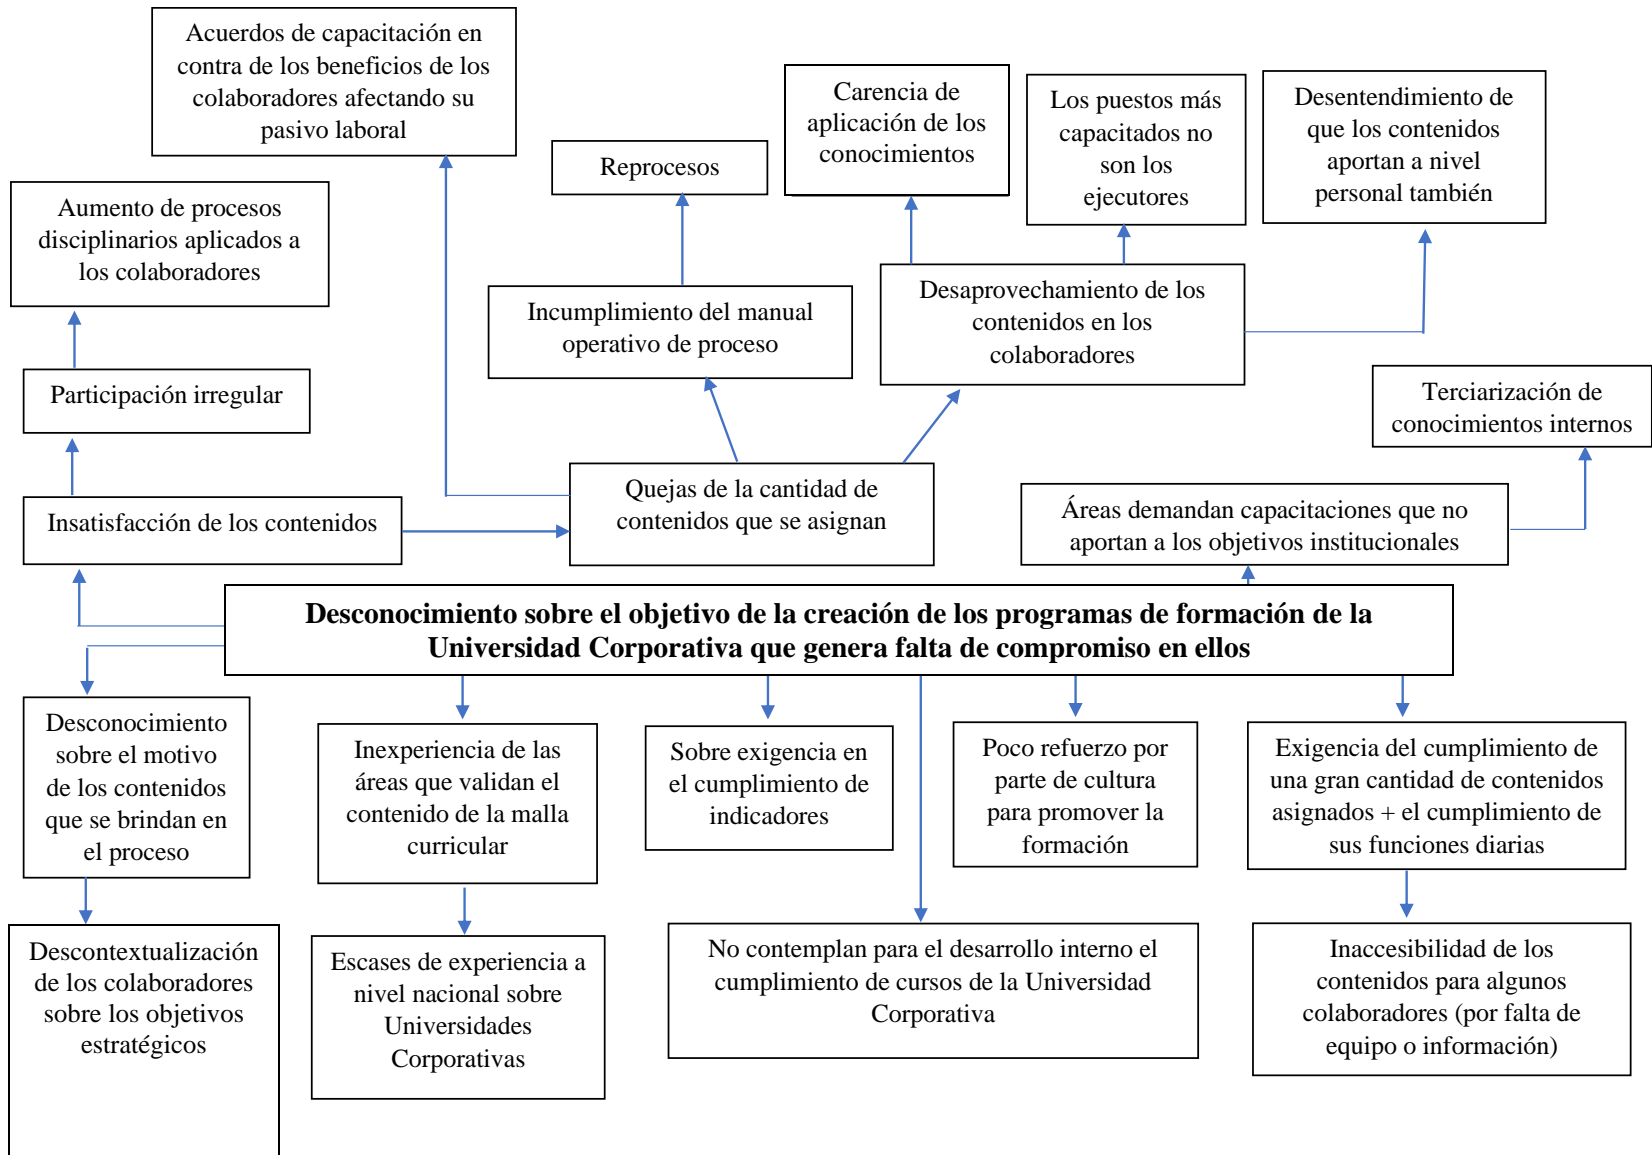 Acuerdos de capacitación en
contra de los beneficios de los
colaboradores afectando su
pasivo laboral
Carencia de
aplicación de los
conocimientos
Los puestos más
capacitados no
son los
ejecutores
Desentendimiento de
que los contenidos
aportan a nivel
personal también
Reprocesos
Aumento de procesos
disciplinarios aplicados a
los colaboradores
Incumplimiento del manual
operativo de proceso
Desaprovechamiento de los
contenidos en los
colaboradores
Participación irregular
Terciarización de
conocimientos internos
Insatisfacción de los contenidos
Quejas de la cantidad de
contenidos que se asignan
Áreas demandan capacitaciones que no
aportan a los objetivos institucionales
Desconocimiento sobre el objetivo de la creación de los programas de formación de la
Universidad Corporativa que genera falta de compromiso en ellos
Desconocimiento
sobre el motivo
de los contenidos
que se brindan en
el proceso
Inexperiencia de las
áreas que validan el
contenido de la malla
curricular
Sobre exigencia en
el cumplimiento de
indicadores
Poco refuerzo por
parte de cultura
para promover la
formación
Exigencia del cumplimiento de
una gran cantidad de contenidos
asignados + el cumplimiento de
sus funciones diarias
Descontextualización
de los colaboradores
sobre los objetivos
estratégicos
Escases de experiencia a
nivel nacional sobre
Universidades
Corporativas
No contemplan para el desarrollo interno el
cumplimiento de cursos de la Universidad
Corporativa
Inaccesibilidad de los
contenidos para algunos
colaboradores (por falta de
equipo o información)